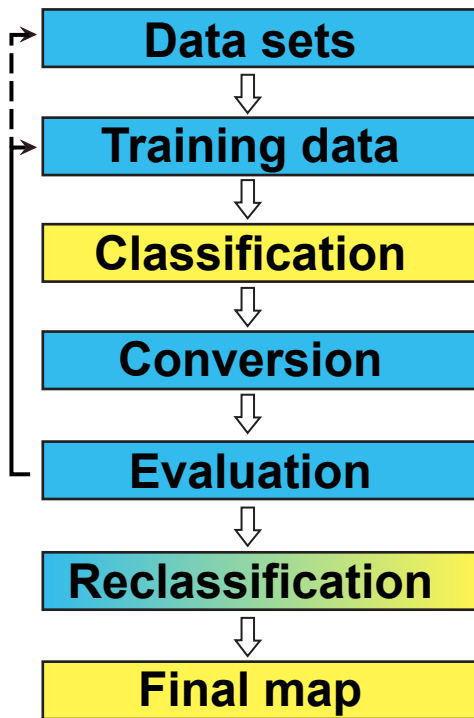 Data sets
Training data
Classification
Conversion
Evaluation
Reclassification
Final map